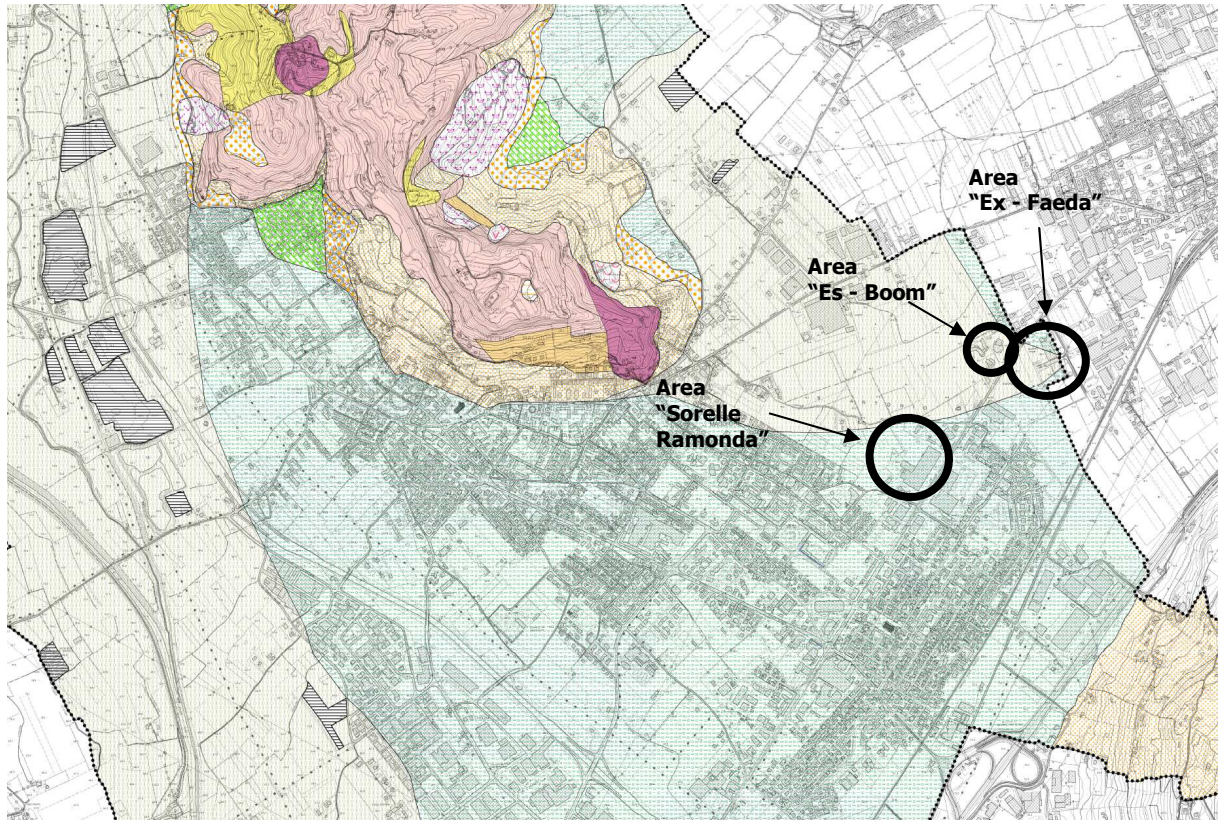 Area
“Ex - Faeda”
Area
“Es - Boom”
Area
“Sorelle
Ramonda”